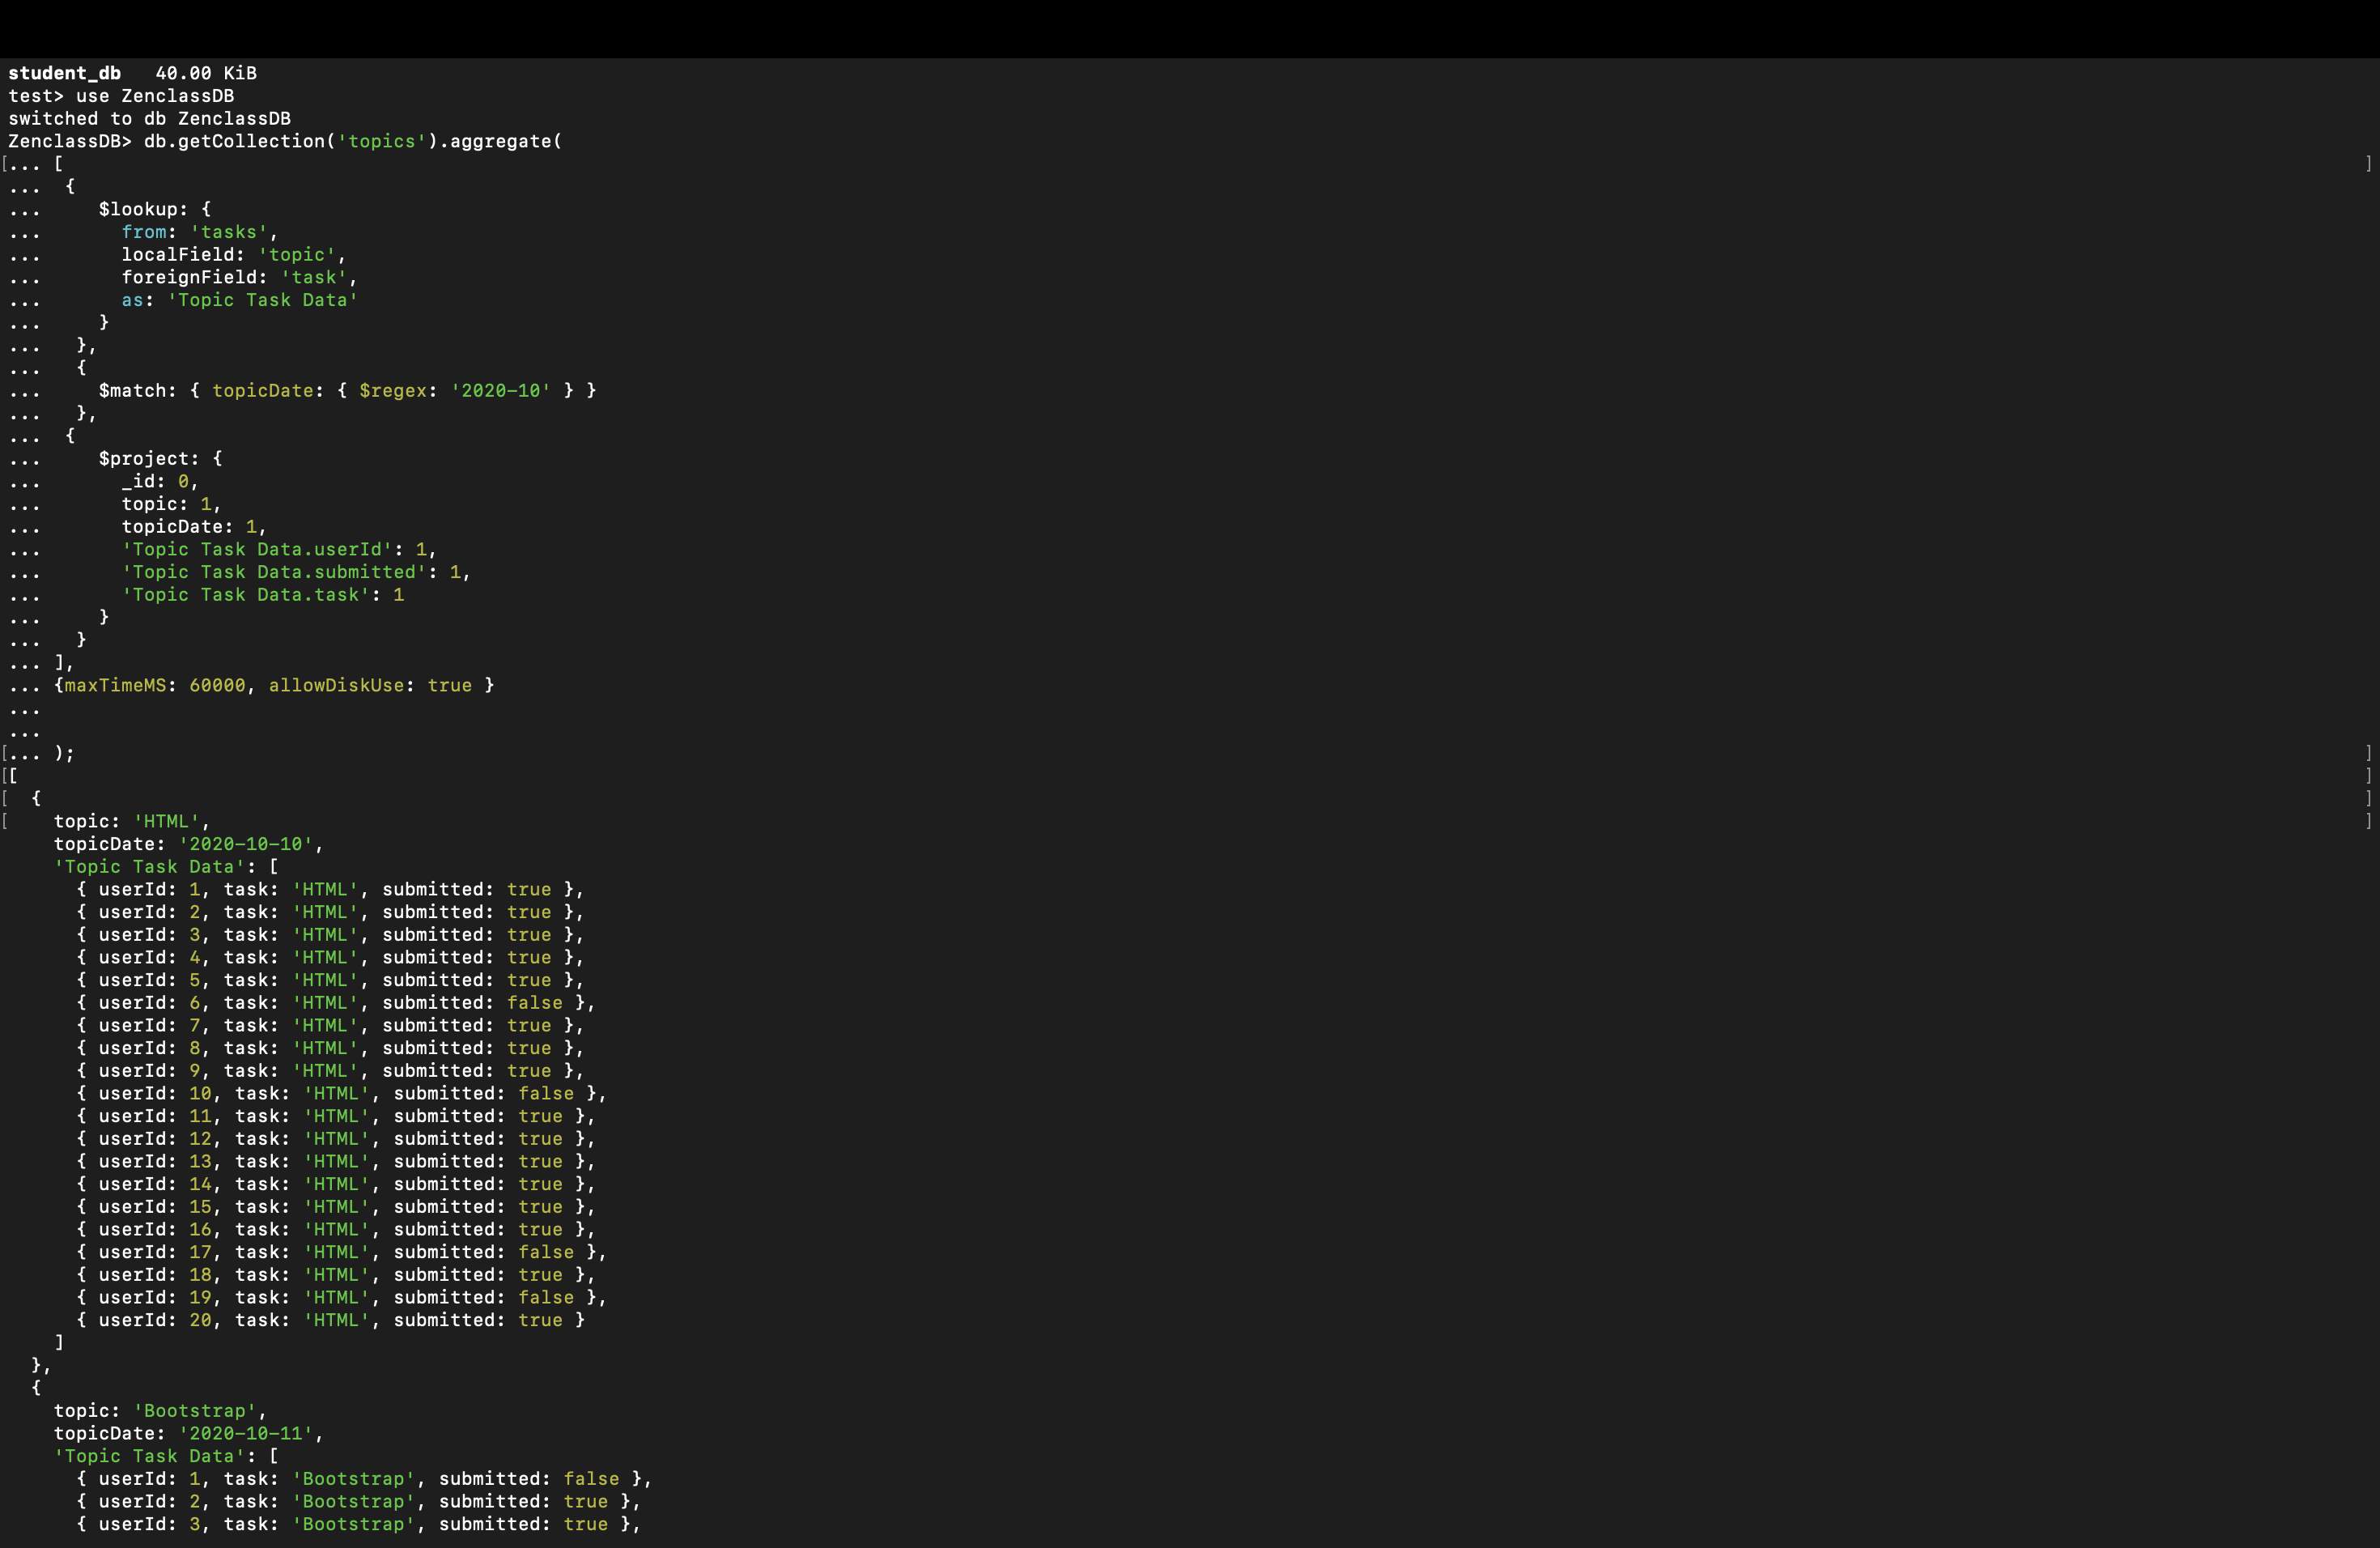 student_db   40.00 KiB
test> use ZenclassDB
switched to db ZenclassDB
ZenclassDB> db.getCollection('topics').aggregate(
[... [ ]
...  {
...     $lookup: {
...       from: 'tasks',
...       localField: 'topic',
...       foreignField: 'task',
...       as: 'Topic Task Data'
...     }
...   },
...   {
...     $match: { topicDate: { $regex: '2020-10' } }
...   },
...  {
...     $project: {
...       _id: 0,
...       topic: 1,
...       topicDate: 1,
...       'Topic Task Data.userId': 1,
...       'Topic Task Data.submitted': 1,
...       'Topic Task Data.task': 1
...     }
...   }
... ],
... {maxTimeMS: 60000, allowDiskUse: true }
...
...
[... ); ]
[[ ]
[  { ]
[    topic: 'HTML', ]
    topicDate: '2020-10-10',
    'Topic Task Data': [
      { userId: 1, task: 'HTML', submitted: true },
      { userId: 2, task: 'HTML', submitted: true },
      { userId: 3, task: 'HTML', submitted: true },
      { userId: 4, task: 'HTML', submitted: true },
      { userId: 5, task: 'HTML', submitted: true },
      { userId: 6, task: 'HTML', submitted: false },
      { userId: 7, task: 'HTML', submitted: true },
      { userId: 8, task: 'HTML', submitted: true },
      { userId: 9, task: 'HTML', submitted: true },
      { userId: 10, task: 'HTML', submitted: false },
      { userId: 11, task: 'HTML', submitted: true },
      { userId: 12, task: 'HTML', submitted: true },
      { userId: 13, task: 'HTML', submitted: true },
      { userId: 14, task: 'HTML', submitted: true },
      { userId: 15, task: 'HTML', submitted: true },
      { userId: 16, task: 'HTML', submitted: true },
      { userId: 17, task: 'HTML', submitted: false },
      { userId: 18, task: 'HTML', submitted: true },
      { userId: 19, task: 'HTML', submitted: false },
      { userId: 20, task: 'HTML', submitted: true }
    ]
  },
  {
    topic: 'Bootstrap',
    topicDate: '2020-10-11',
    'Topic Task Data': [
      { userId: 1, task: 'Bootstrap', submitted: false },
      { userId: 2, task: 'Bootstrap', submitted: true },
      { userId: 3, task: 'Bootstrap', submitted: true },